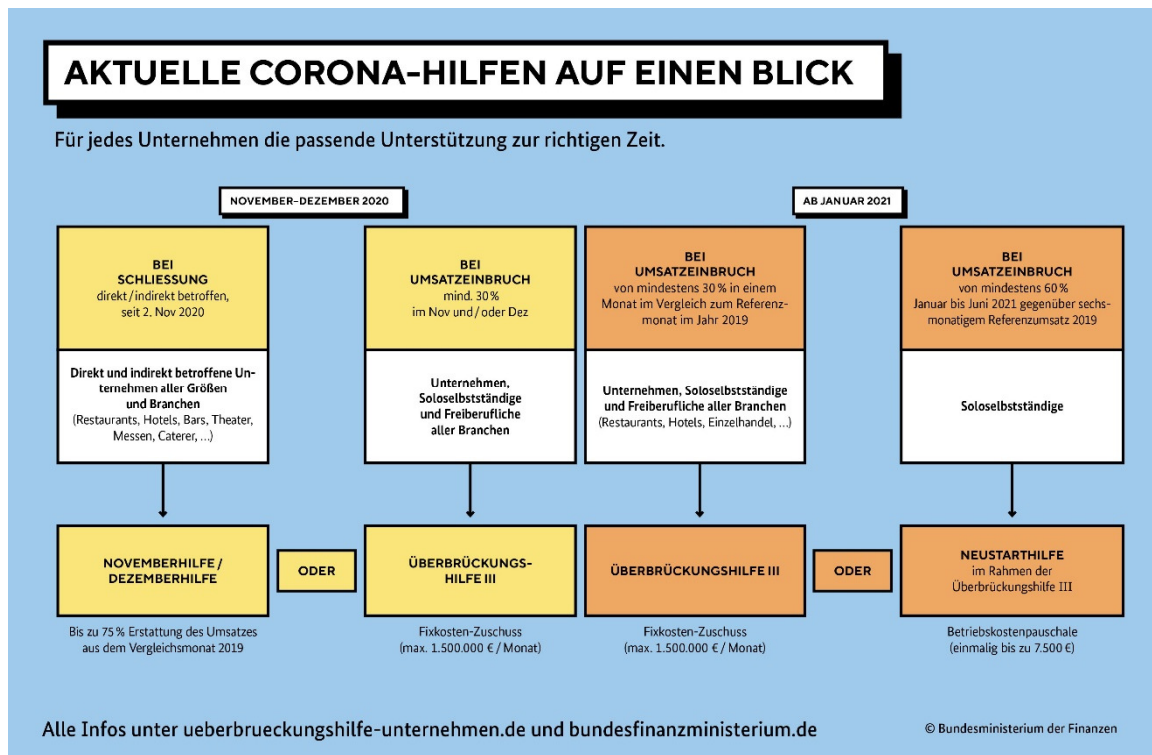 AKTUELLE CORONA-HILFEN AUF EINEN BLICK
Für jedes Unternehmen die passende Unterstützung zur richtigen Zeit.
NOVEMBER–DEZEMBER 2020
BEI
SCHLIESSUNG
direkt / indirekt betroffen,
seit 2. Nov 2020
Direkt und indirekt betroffene Un-
ternehmen aller Größen
und Branchen
(Restaurants, Hotels, Bars, Theater,
Messen, Caterer, ...)
NOVEMBERHILFE /
DEZEMBERHILFE
Bis zu 75 % Erstattung des Umsatzes
aus dem Vergleichsmonat 2019
ODER
BEI
UMSATZEINBRUCH
mind. 30 %
im Nov und / oder Dez
Unternehmen,
Soloselbstständige
und Freiberufliche
aller Branchen
ÜBERBRÜCKUNGS-
HILFE III
Fixkosten-Zuschuss
(max. 1.500.000 € / Monat)
AB JANUAR 2021
BEI
UMSATZEINBRUCH
von mindestens 30 % in einem
Monat im Vergleich zum Referenz-
monat im Jahr 2019
Unternehmen, Soloselbstständige
und Freiberufliche aller Branchen
(Restaurants, Hotels, Einzelhandel, ...)
ÜBERBRÜCKUNGSHILFE III
Fixkosten-Zuschuss
(max. 1.500.000 € / Monat)
ODER
BEI
UMSATZEINBRUCH
von mindestens 60 %
Januar bis Juni 2021 gegenüber sechs-
monatigem Referenzumsatz 2019
Soloselbstständige
NEUSTARTHILFE
im Rahmen der
Überbrückungshilfe III
Betriebskostenpauschale
(einmalig bis zu 7.500 €)
Alle Infos unter ueberbrueckungshilfe-unternehmen.de und bundesfinanzministerium.de
© Bundesministerium der Finanzen